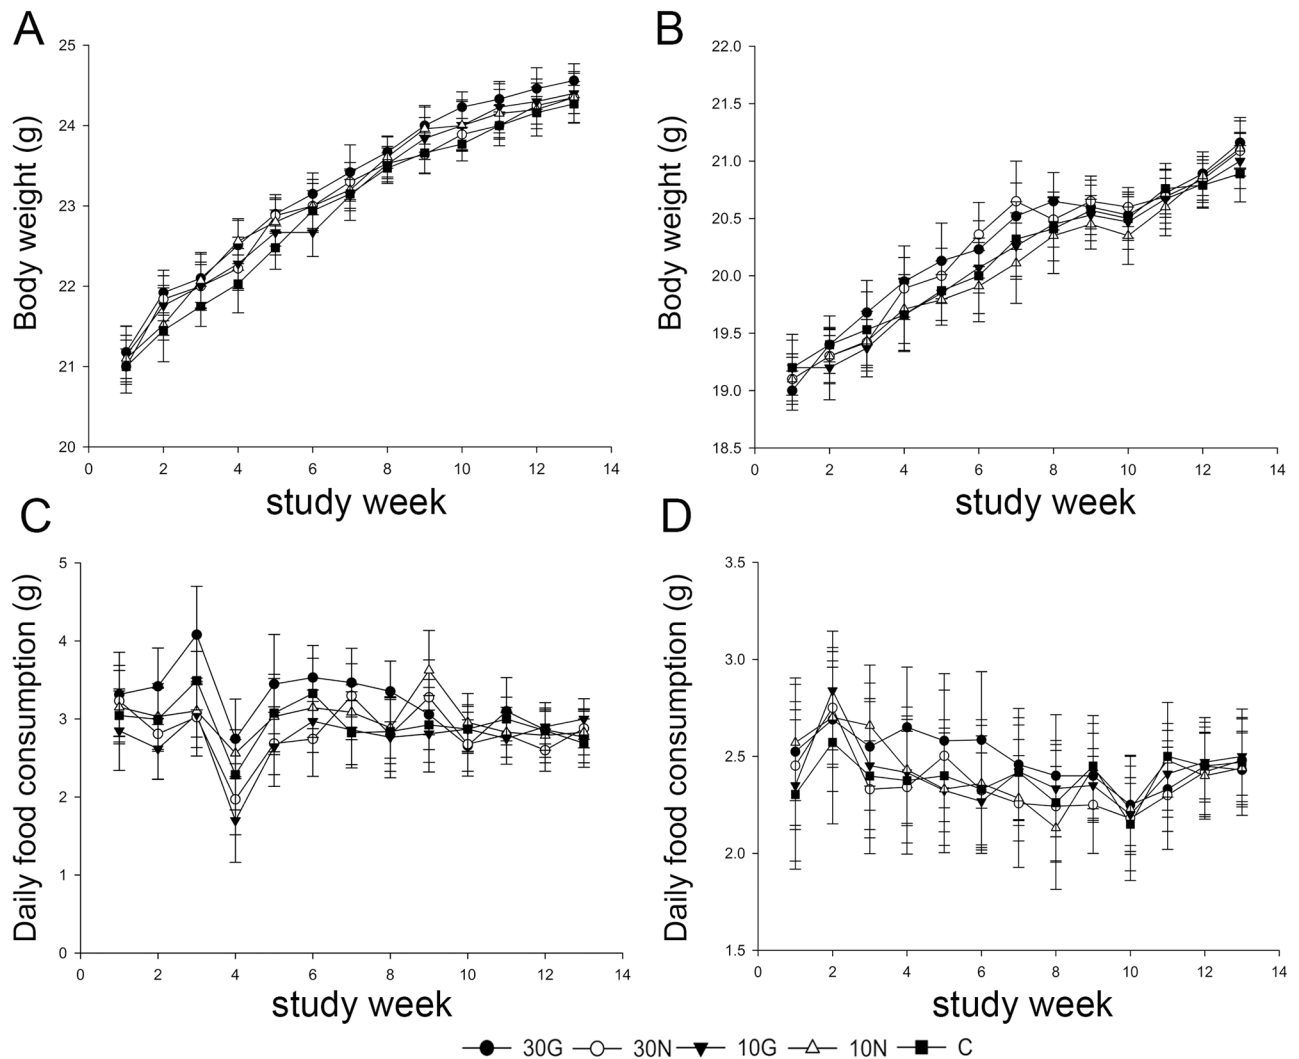 A
B
25
24
23
22
21
20
Body weight (g)
0 2 4 6 8 10 12 14
study week
22.0
21.5
21.0
20.5
20.0
19.5
19.0
18.5
Body weight (g)
0 2 4 6 8 10 12 14
study week
C
D
5
4
3
2
1
0
Daily food consumption (g)
0 2 4 6 8 10 12 14
study week
3.5
3.0
2.5
2.0
1.5
Daily food consumption (g)
0 2 4 6 8 10 12 14
study week
30G 30N 10G 10N C